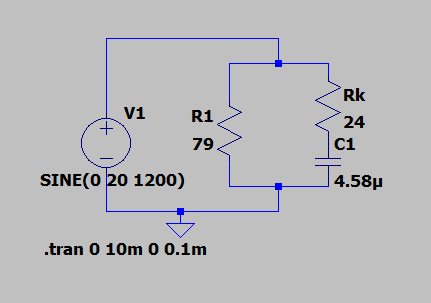 V1
SINE(0 20 1200)
R1
79
Rk
24
C1
4.58µ
.tran 0 10m 0 0.1m